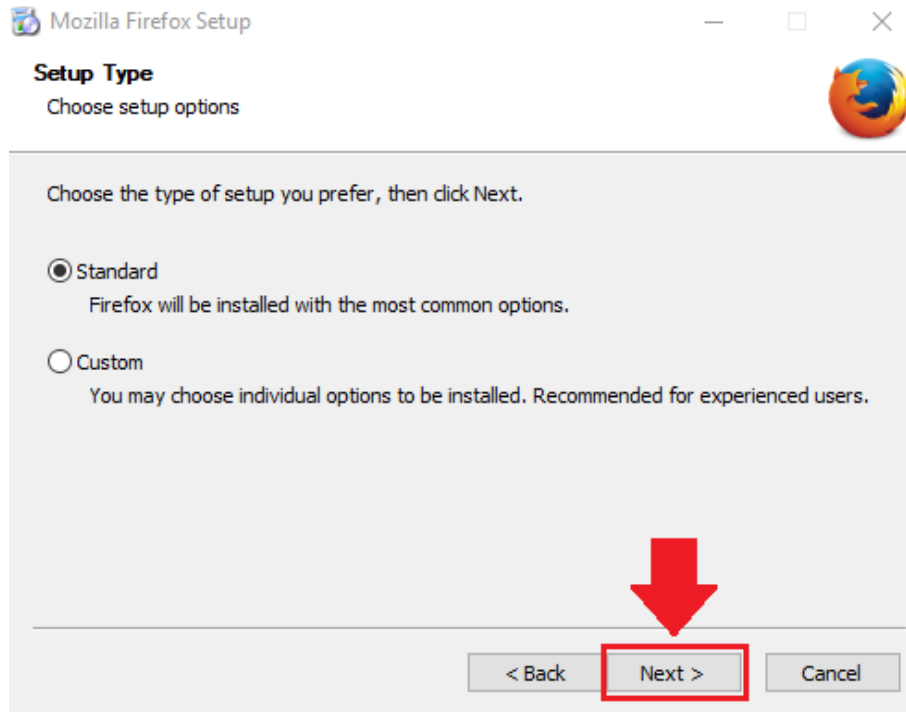 Mozilla Firefox Setup
Setup Type
Choose setup options
Choose the type of setup you prefer, then click Next.
Standard
Firefox will be installed with the most common options.
Custom
You may choose individual options to be installed. Recommended for experienced users.
< Back
Next >
Cancel